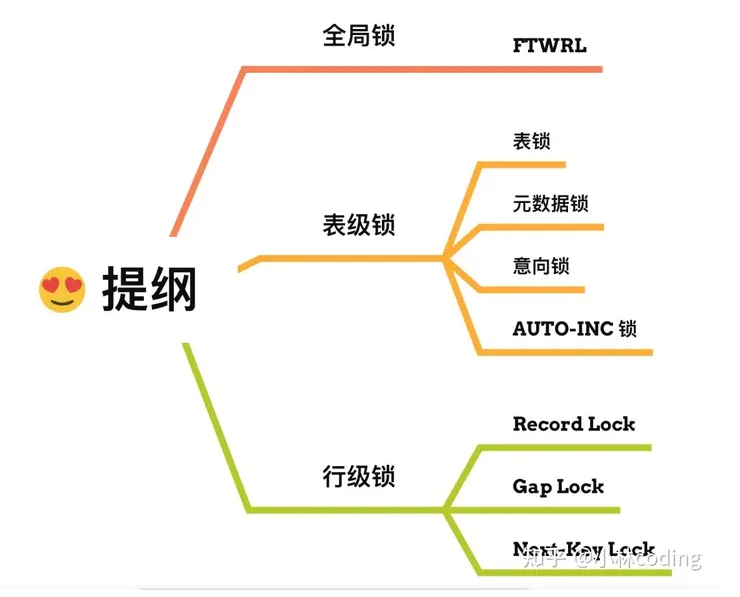 全局锁
FTWRL
表锁
元数据锁
表级锁
意向锁
AUTO-INC 锁
提纲
Record Lock
行级锁
Gap Lock
Next-Key Lock
知乎 @小林coding